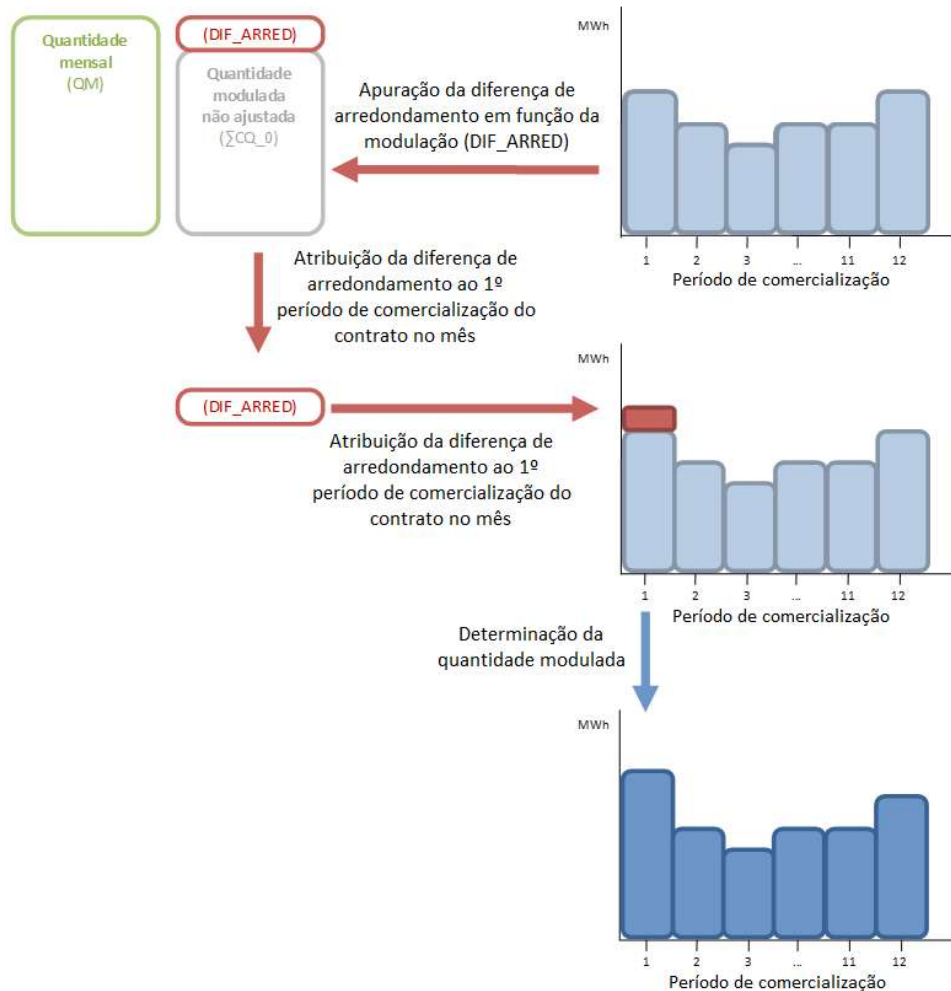 Quantidade
mensal
(QM)
(DIF_ARRED)
Quantidade
modulada
não ajustada
(∑CQ_0)
Apuração da diferença de
arredondamento em função da
modulação (DIF_ARRED)
MWh
1 2 3 ... 11 12
Período de comercialização
Atribuição da diferença de
arredondamento ao 1º
período de comercialização do
contrato no mês
(DIF_ARRED)
Atribuição da diferença de
arredondamento ao 1º
período de comercialização do
contrato no mês
MWh
1 2 3 ... 11 12
Período de comercialização
Determinação da
quantidade modulada
MWh
1 2 3 ... 11 12
Período de comercialização